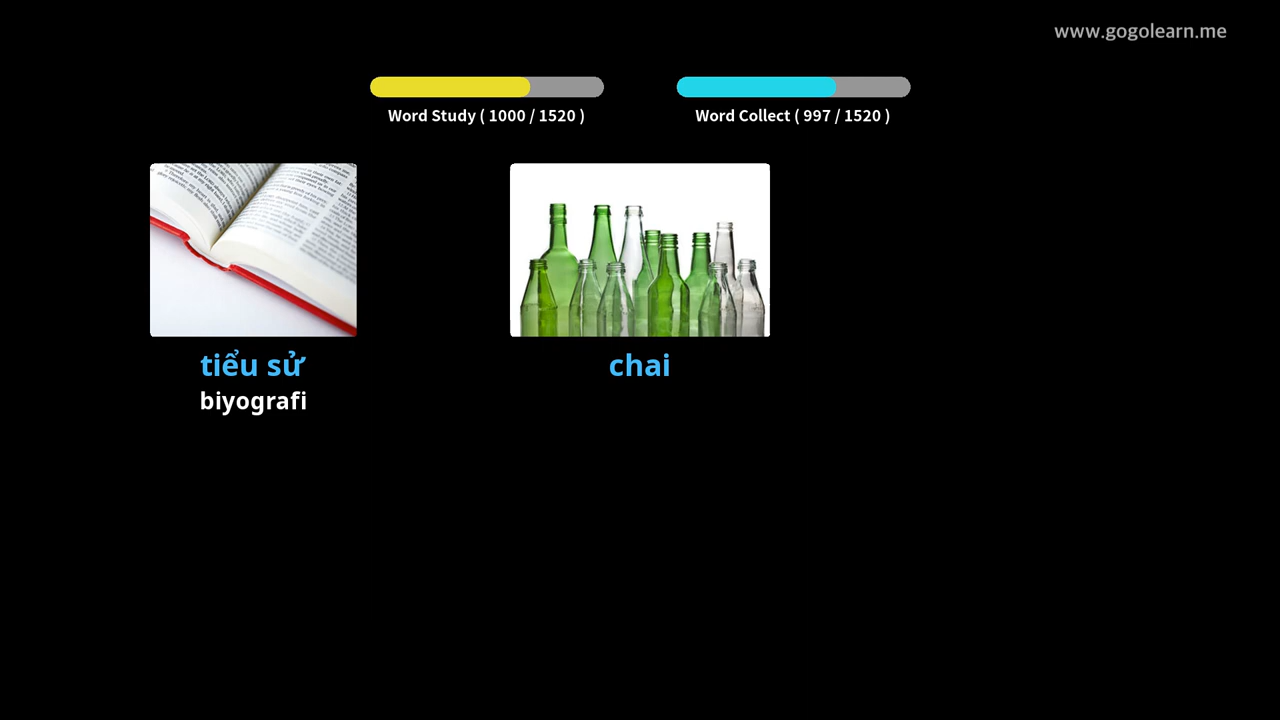 www.gogolearn.me
Word Study ( 1000 / 1520 )
Word Collect ( 997 / 1520 )
tiểu sử
biyografi
chai